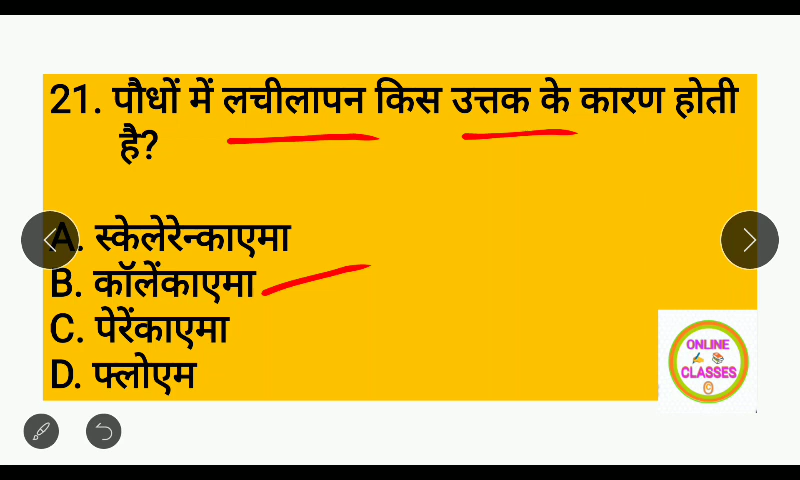 21. पौधों में लचीलापन किस उत्तक के कारण होती
है?
A. स्केलेरेन्काएमा
B. कॉलेंकाएमा
C. पेरेंकाएमा
D. फ्लोएम
ONLINE
CLASSES